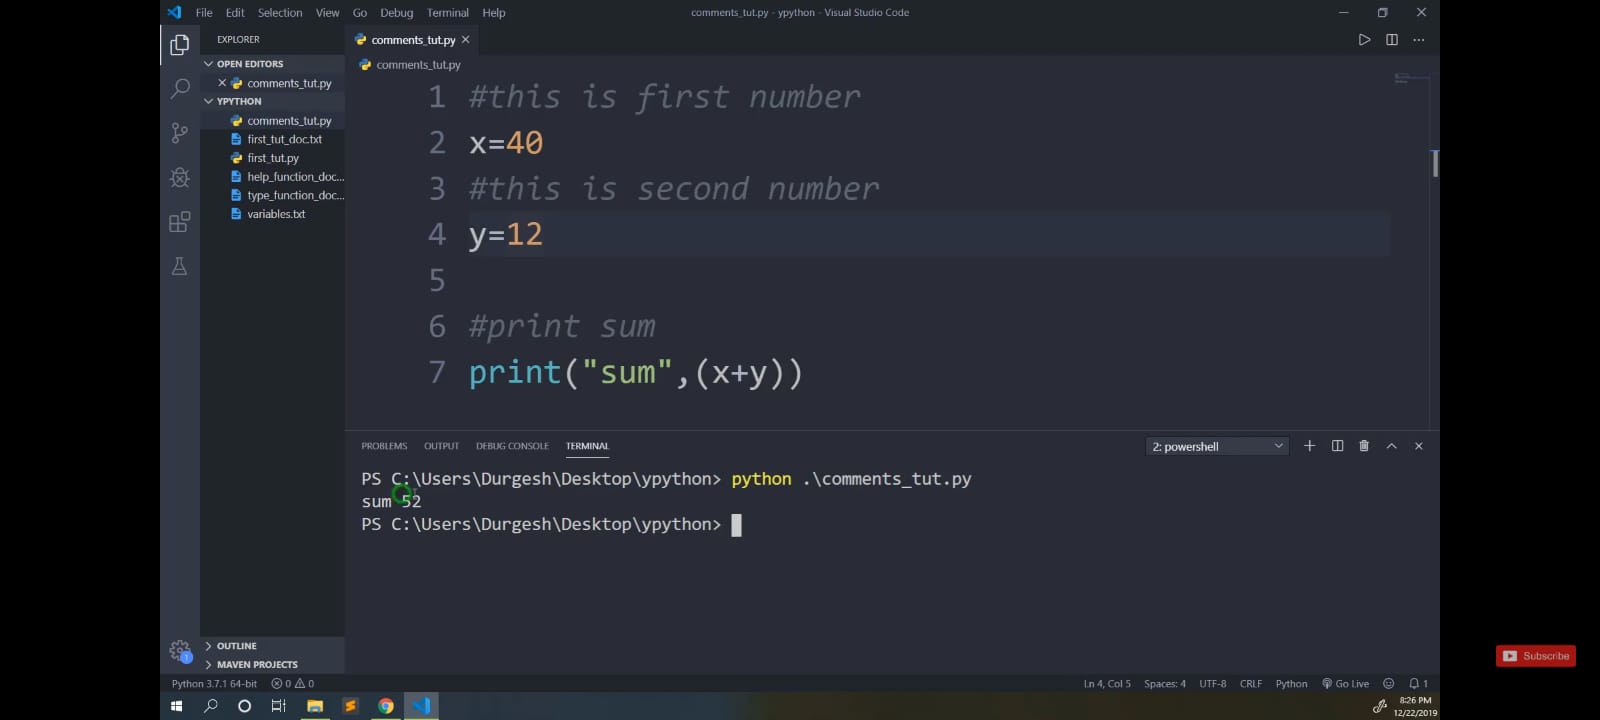 File Edit Selection View Go Debug Terminal Help
comments_tut.py - ypython - Visual Studio Code
EXPLORER
OPEN EDITORS
comments_tut.py
YPYTHON
comments_tut.py
first_tut_doc.txt
first_tut.py
help_function_doc...
type_function_doc...
variables.txt
OUTLINE
MAVEN PROJECTS
comments_tut.py
comments_tut.py
1 #this is first number
2 x=40
3 #this is second number
4 y=12
5
6 #print sum
7 print("sum",(x+y))
PROBLEMS OUTPUT DEBUG CONSOLE TERMINAL
2: powershell
PS C:\Users\Durgesh\Desktop\ypython> python .\comments_tut.py
sum 52
PS C:\Users\Durgesh\Desktop\ypython>
1
Python 3.7.1 64-bit 0 0
Ln 4, Col 5 Spaces: 4 UTF-8 CRLF Python Go Live 1
8:26 PM
12/22/2019
Subscribe